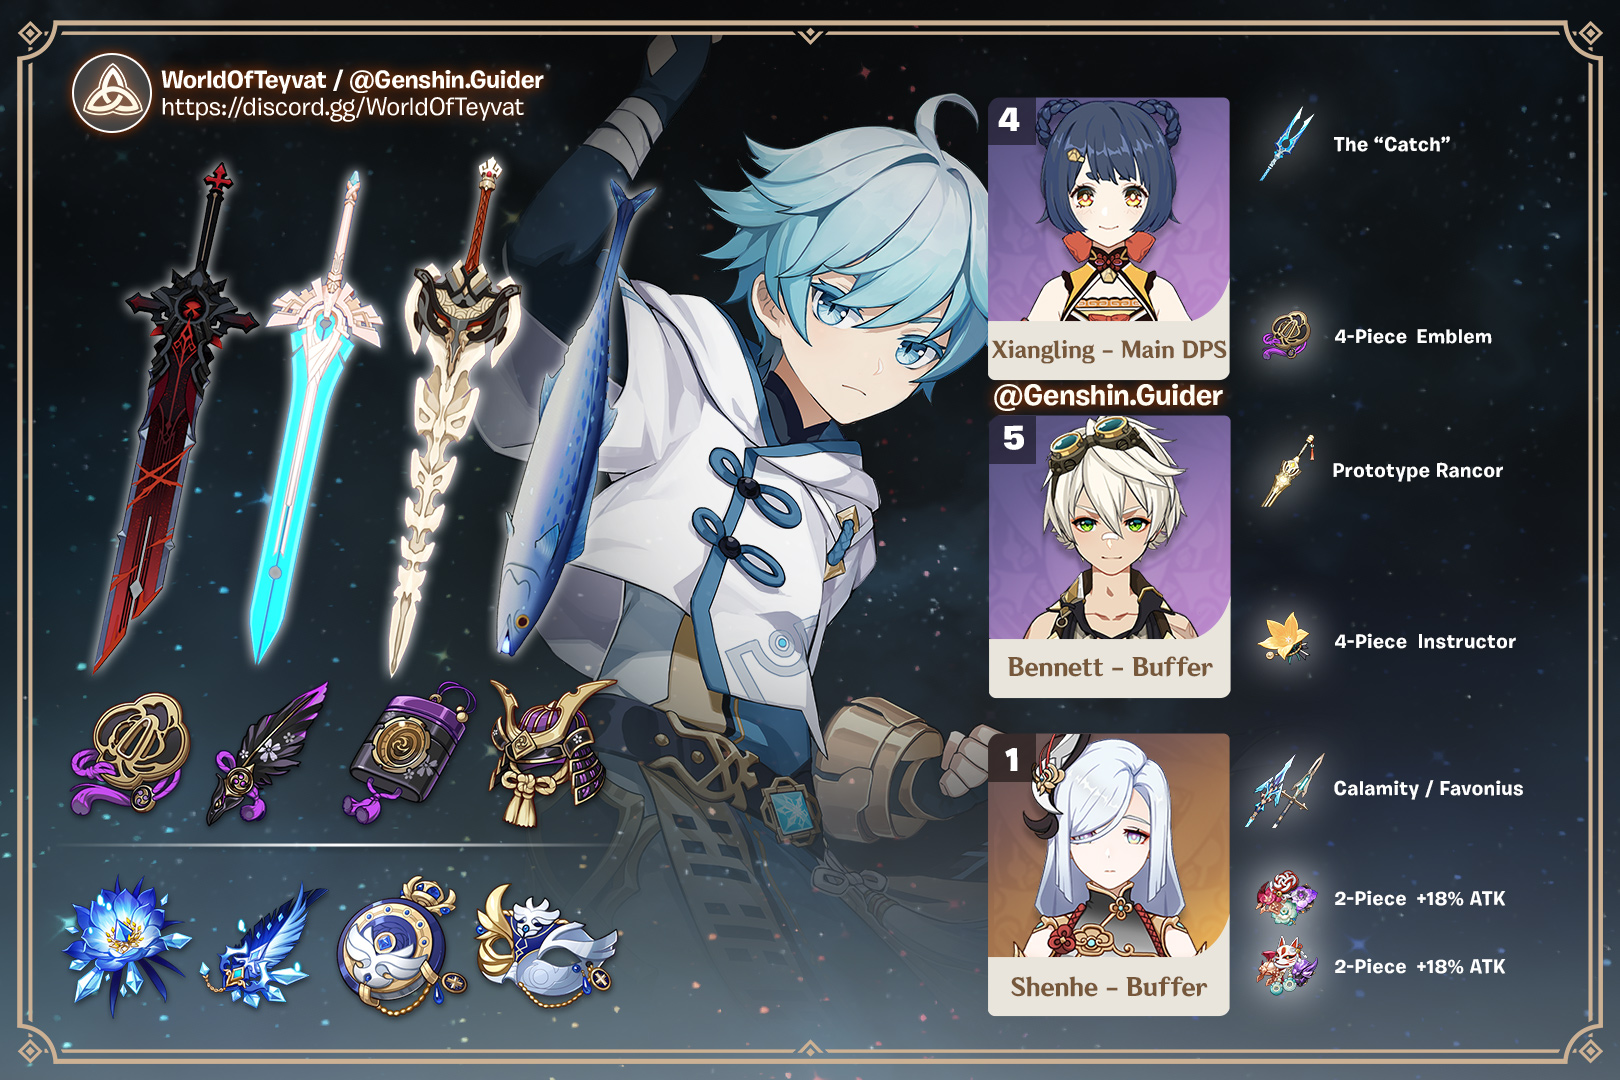 WorldOfTeyvat / @Genshin.Guider
https://discord.gg/WorldOfTeyvat
4
Xiangling - Main DPS
The “Catch”
4-Piece Emblem
@Genshin.Guider
5
Bennett - Buffer
Prototype Rancor
4-Piece Instructor
1
Shenhe - Buffer
Calamity / Favonius
2-Piece +18% ATK
2-Piece +18% ATK